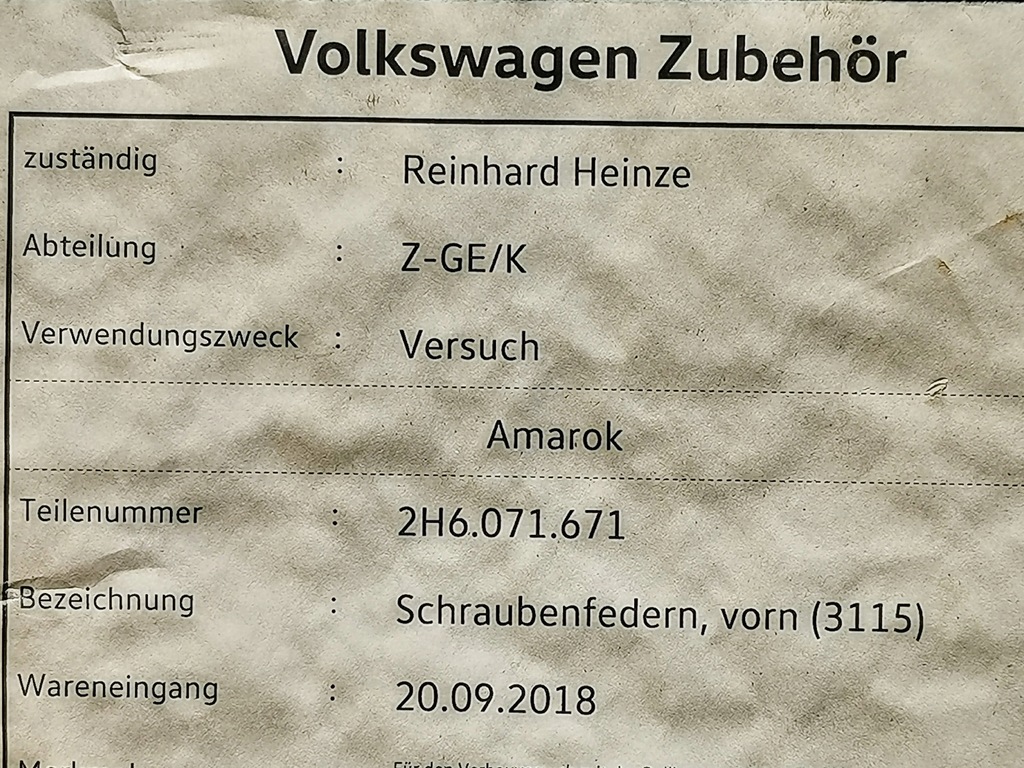 Volkswagen Zubehör
zuständig : Reinhard Heinze
Abteilung : Z-GE/K
Verwendungszweck : Versuch
Amarok
Teilenummer : 2H6.071.671
Bezeichnung : Schraubenfedern, vorn (3115)
Wareneingang : 20.09.2018